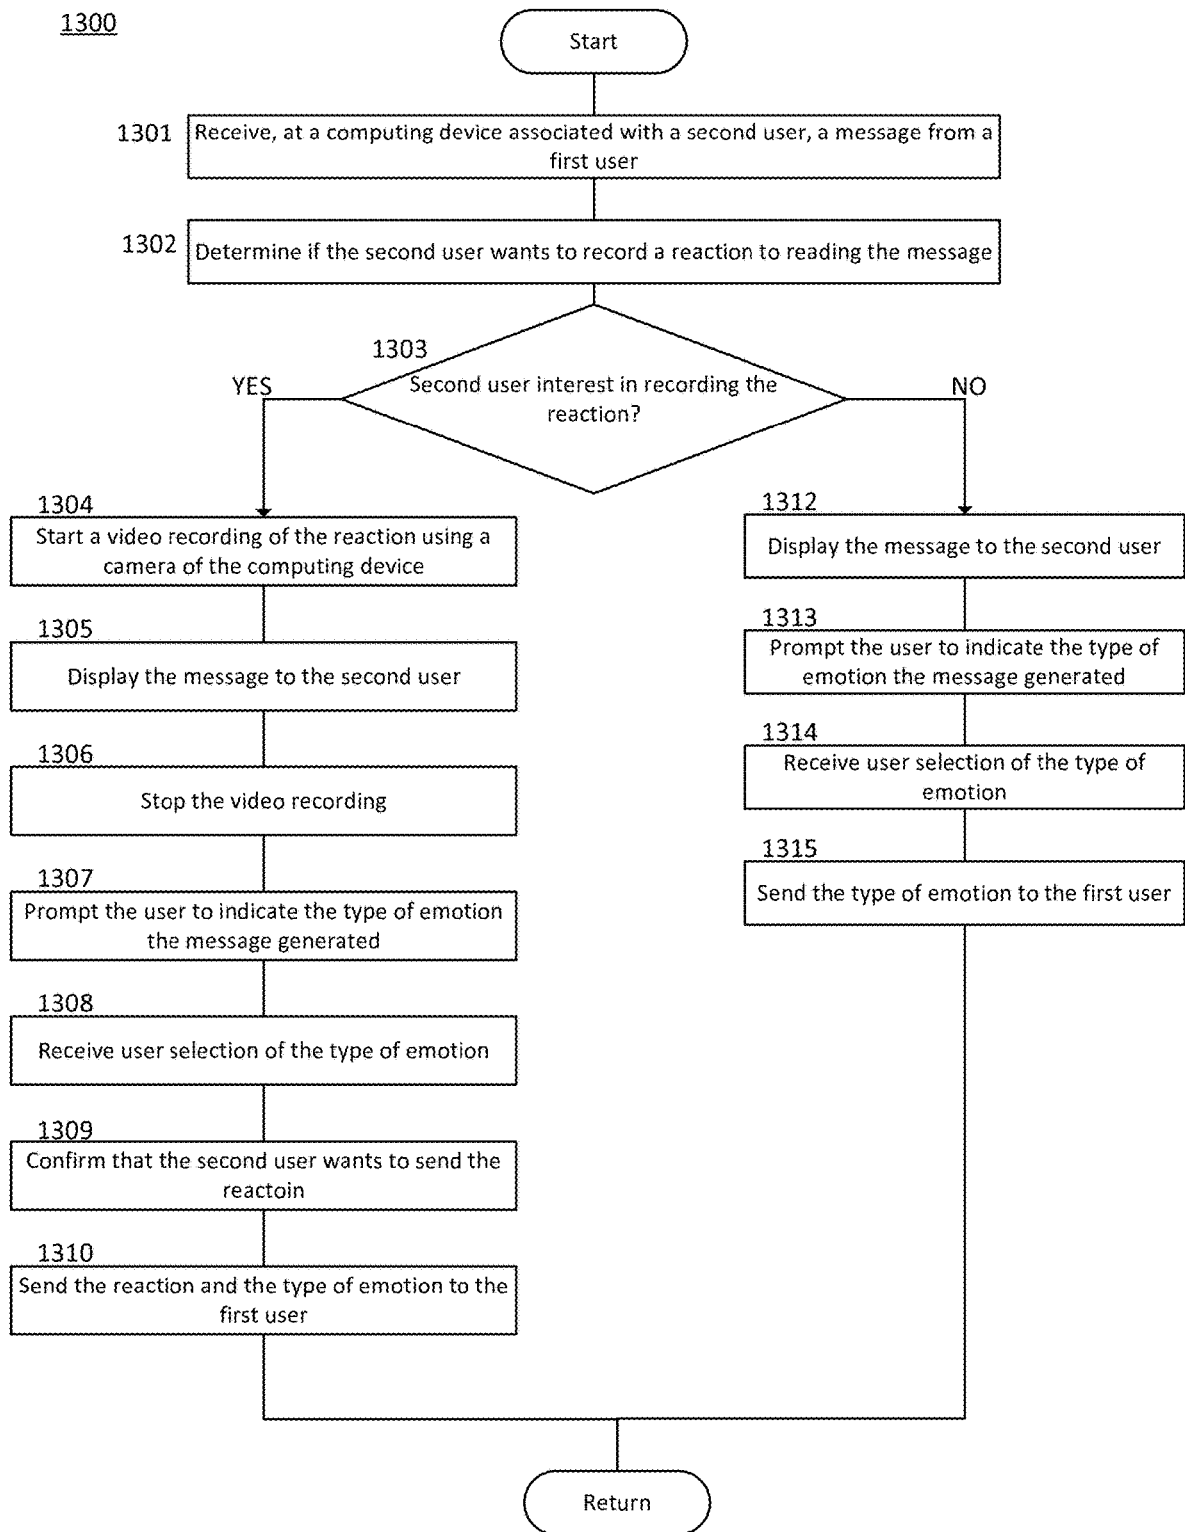 1300
Start
1301
Receive, at a computing device associated with a second user, a message from a
first user
1302
Determine if the second user wants to record a reaction to reading the message
1303
Second user interest in recording the
reaction?
YES
NO
1304
Start a video recording of the reaction using a
camera of the computing device
1305
Display the message to the second user
1306
Stop the video recording
1307
Prompt the user to indicate the type of emotion
the message generated
1308
Receive user selection of the type of emotion
1309
Confirm that the second user wants to send the
reactoin
1310
Send the reaction and the type of emotion to the
first user
1312
Display the message to the second user
1313
Prompt the user to indicate the type of
emotion the message generated
1314
Receive user selection of the type of
emotion
1315
Send the type of emotion to the first user
Return